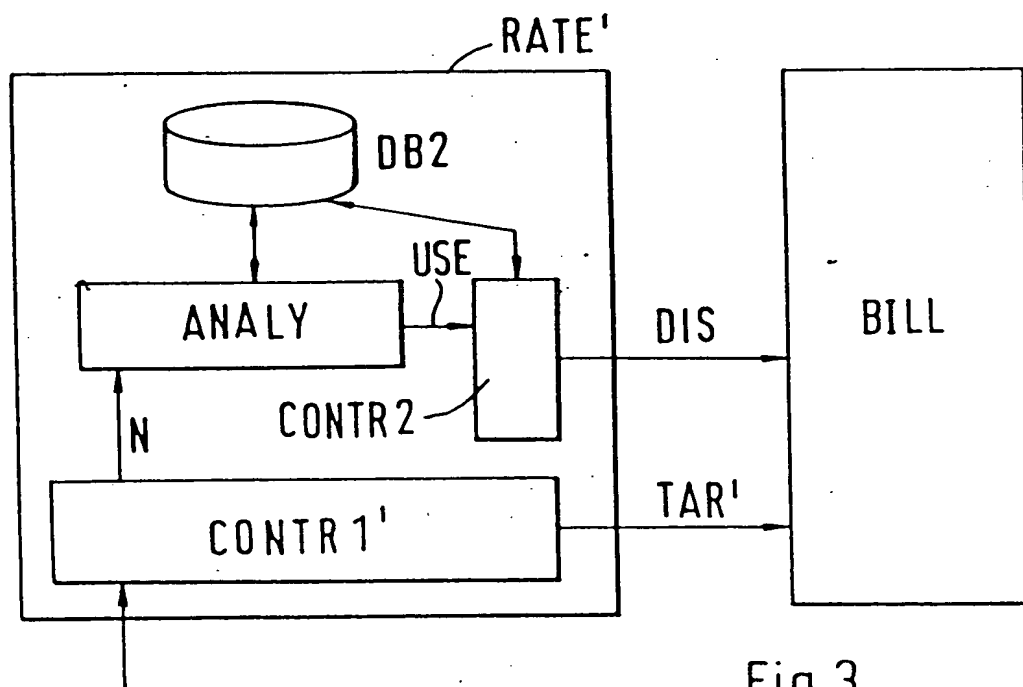 RATE'
DB2
USE
ANALY
DIS
BILL
CONTR2
N
TAR'
CONTR1'
Fig.3